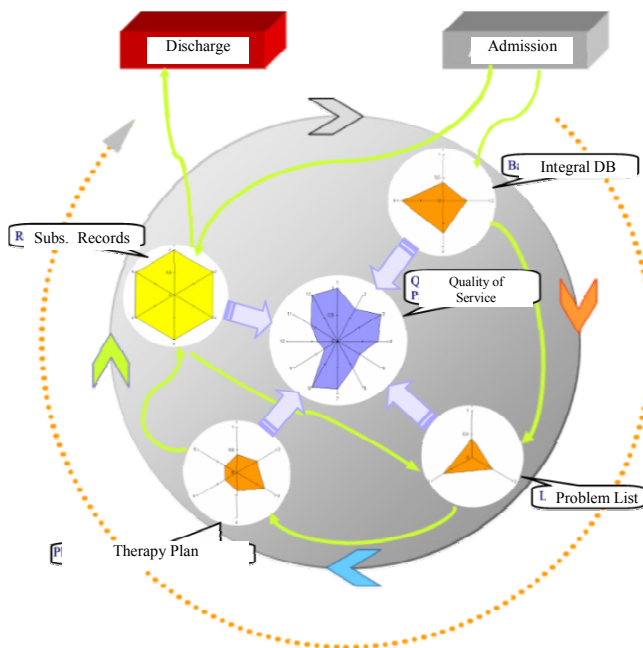 Discharge
Admission
Integral DB
Subs. Records
Quality of
Service
Problem List
Therapy Plan